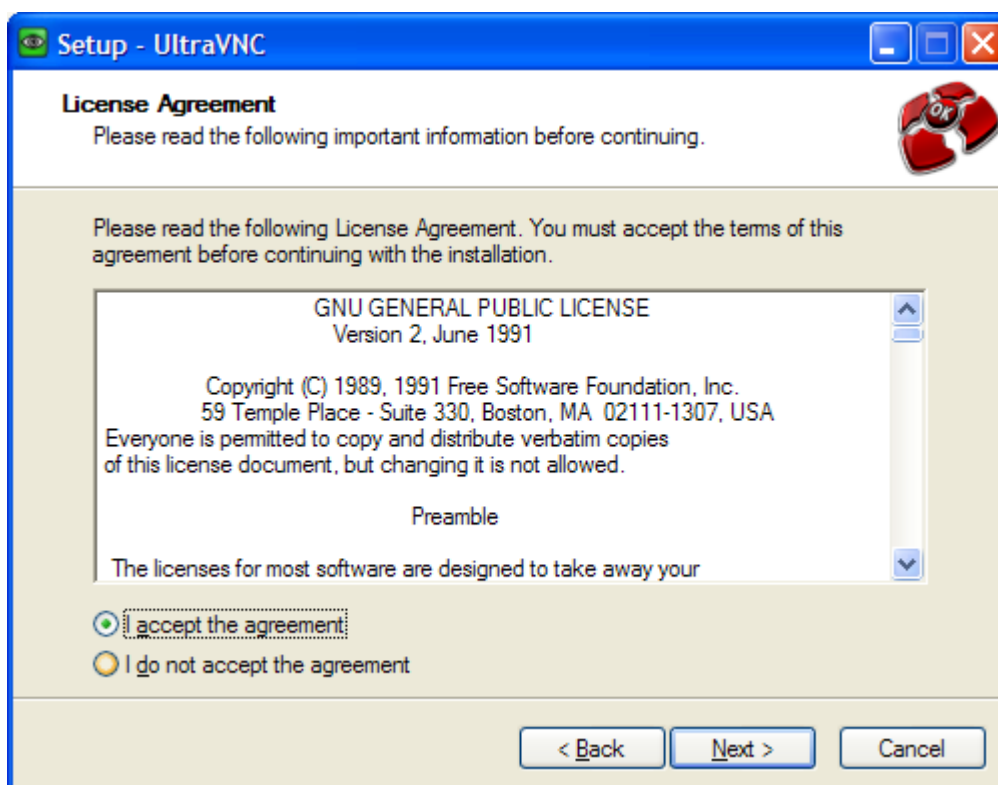 Setup - UltraVNC
License Agreement
Please read the following important information before continuing.
OK
Please read the following License Agreement. You must accept the terms of this
agreement before continuing with the installation.
GNU GENERAL PUBLIC LICENSE
Version 2, June 1991
Copyright (C) 1989, 1991 Free Software Foundation, Inc.
59 Temple Place - Suite 330, Boston, MA  02111-1307, USA
Everyone is permitted to copy and distribute verbatim copies
of this license document, but changing it is not allowed.
Preamble
The licenses for most software are designed to take away your
I accept the agreement
I do not accept the agreement
< Back
Next >
Cancel